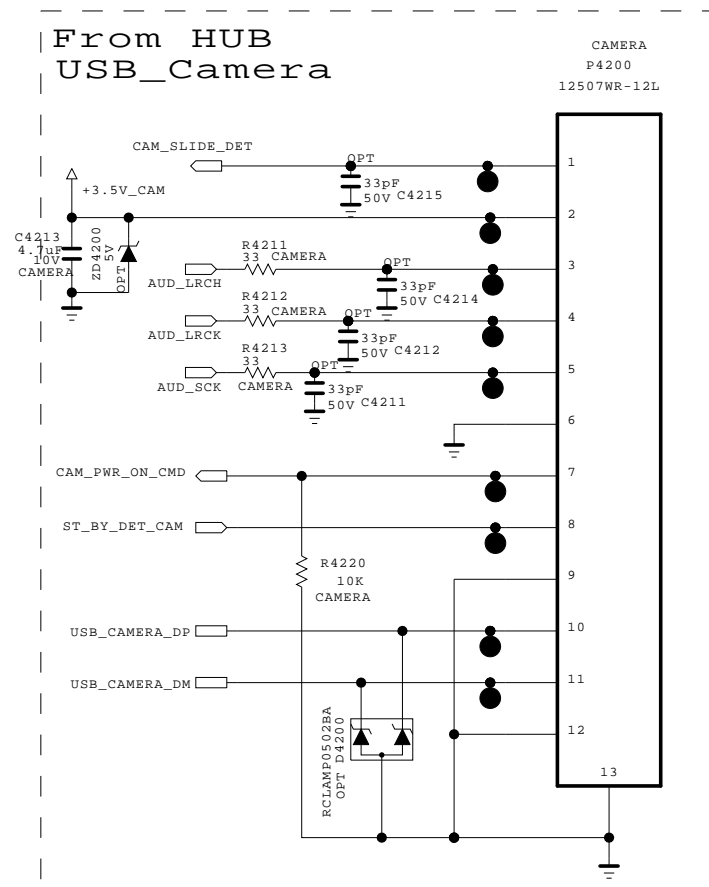 From HUB
USB_Camera
CAMERA
P4200
12507WR-12L
CAM_SLIDE_DET
OPT
1
33pF
50V C4215
+3.5V_CAM
2
C4213
4.7uF
10V
CAMERA
ZD4200
5V
OPT
R4211
33 CAMERA
OPT
3
AUD_LRCH
33pF
50V C4214
R4212
33 CAMERA
OPT
4
AUD_LRCK
33pF
50V C4212
R4213
33
CAMERA
OPT
5
AUD_SCK
33pF
50V C4211
6
CAM_PWR_ON_CMD
7
ST_BY_DET_CAM
8
R4220
10K
CAMERA
9
USB_CAMERA_DP
10
USB_CAMERA_DM
11
RCLAMP0502BA
OPT D4200
12
13